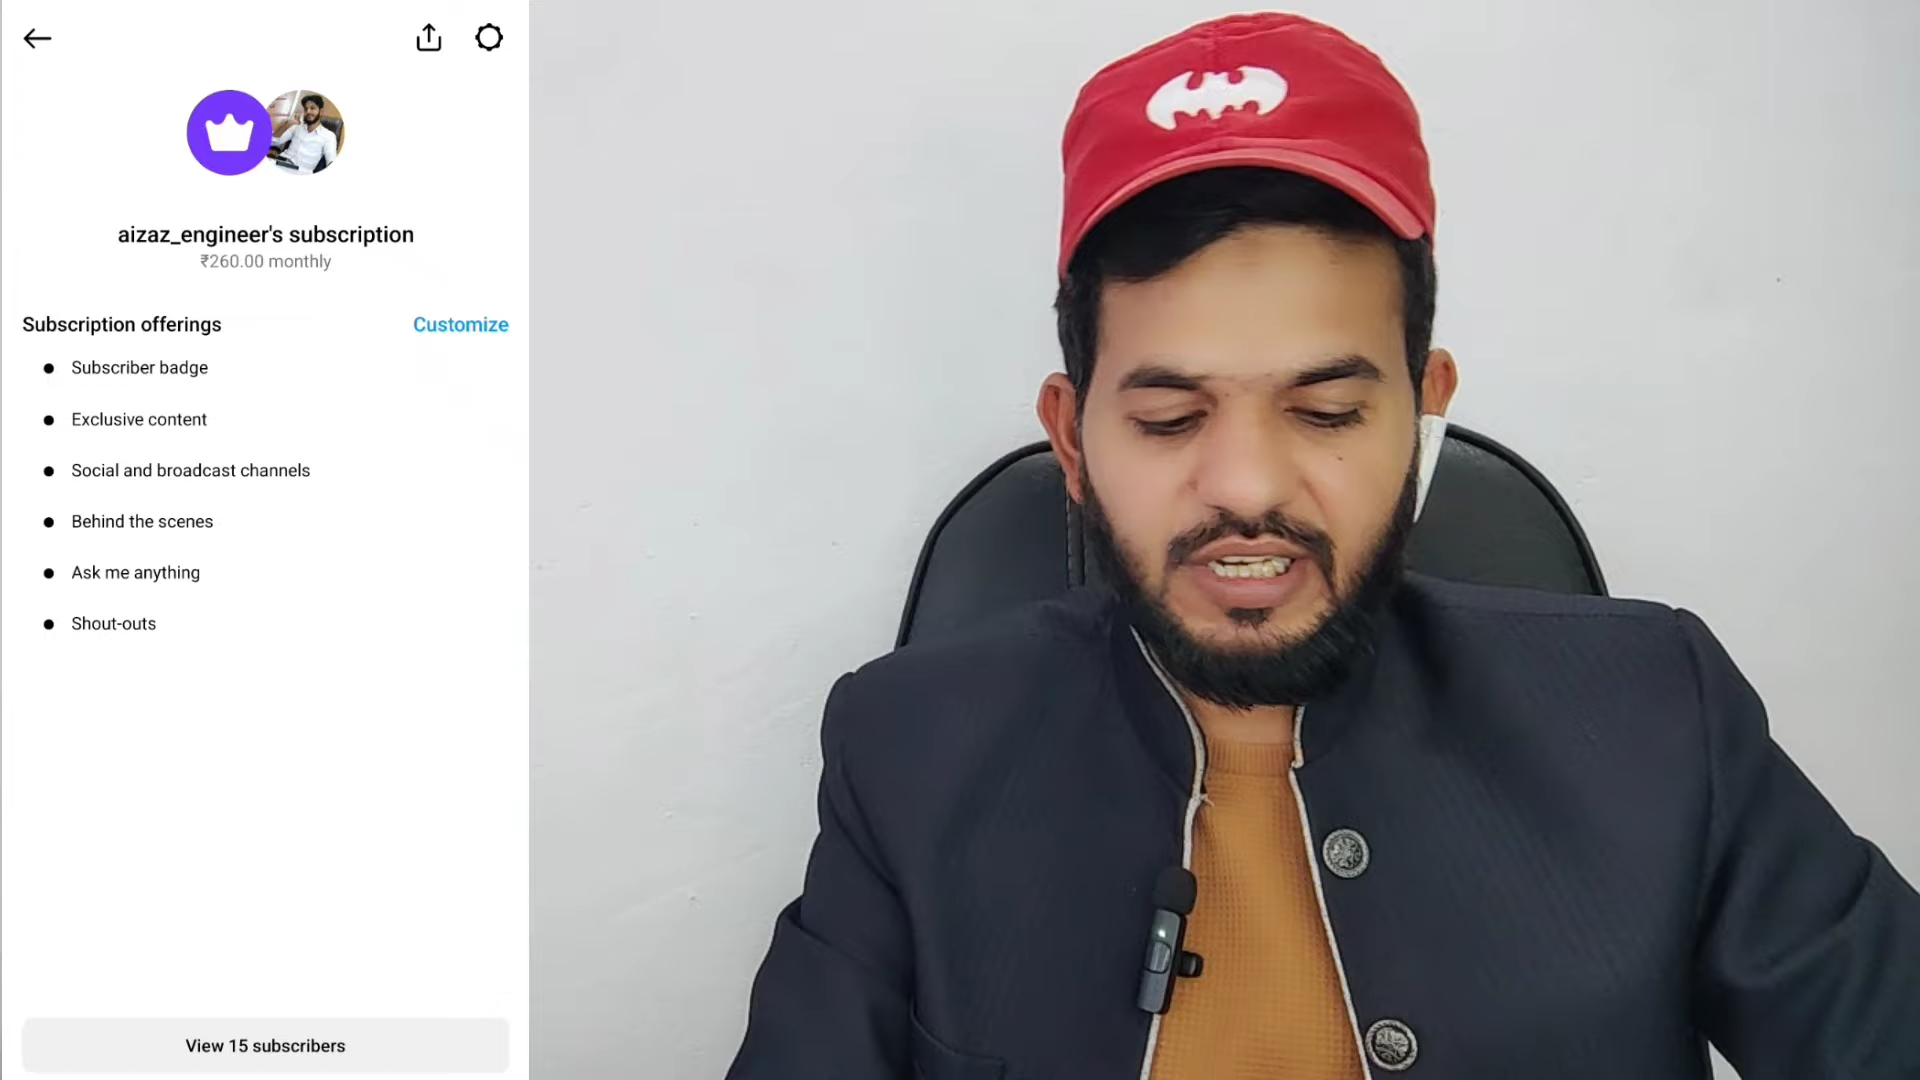 aizaz_engineer's subscription
₹260.00 monthly
Subscription offerings Customize
Subscriber badge
Exclusive content
Social and broadcast channels
Behind the scenes
Ask me anything
Shout-outs
View 15 subscribers